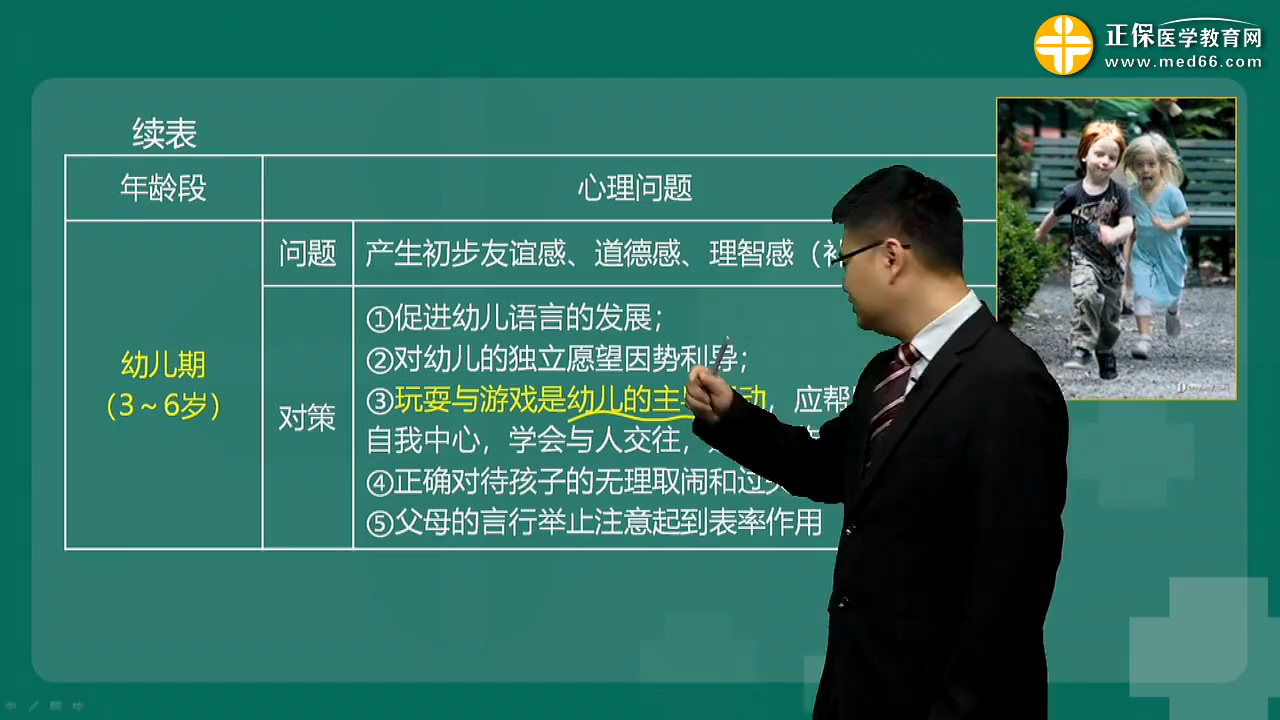 正保医学教育网
www.med66.com
续表
年龄段
心理问题
幼儿期
（3～6岁）
问题
产生初步友谊感、道德感、理智感（
对策
①促进幼儿语言的发展；
②对幼儿的独立愿望因势利导；
③玩耍与游戏是幼儿的主导活动，应帮
自我中心，学会与人交往，
④正确对待孩子的无理取闹和过
⑤父母的言行举止注意起到表率作用